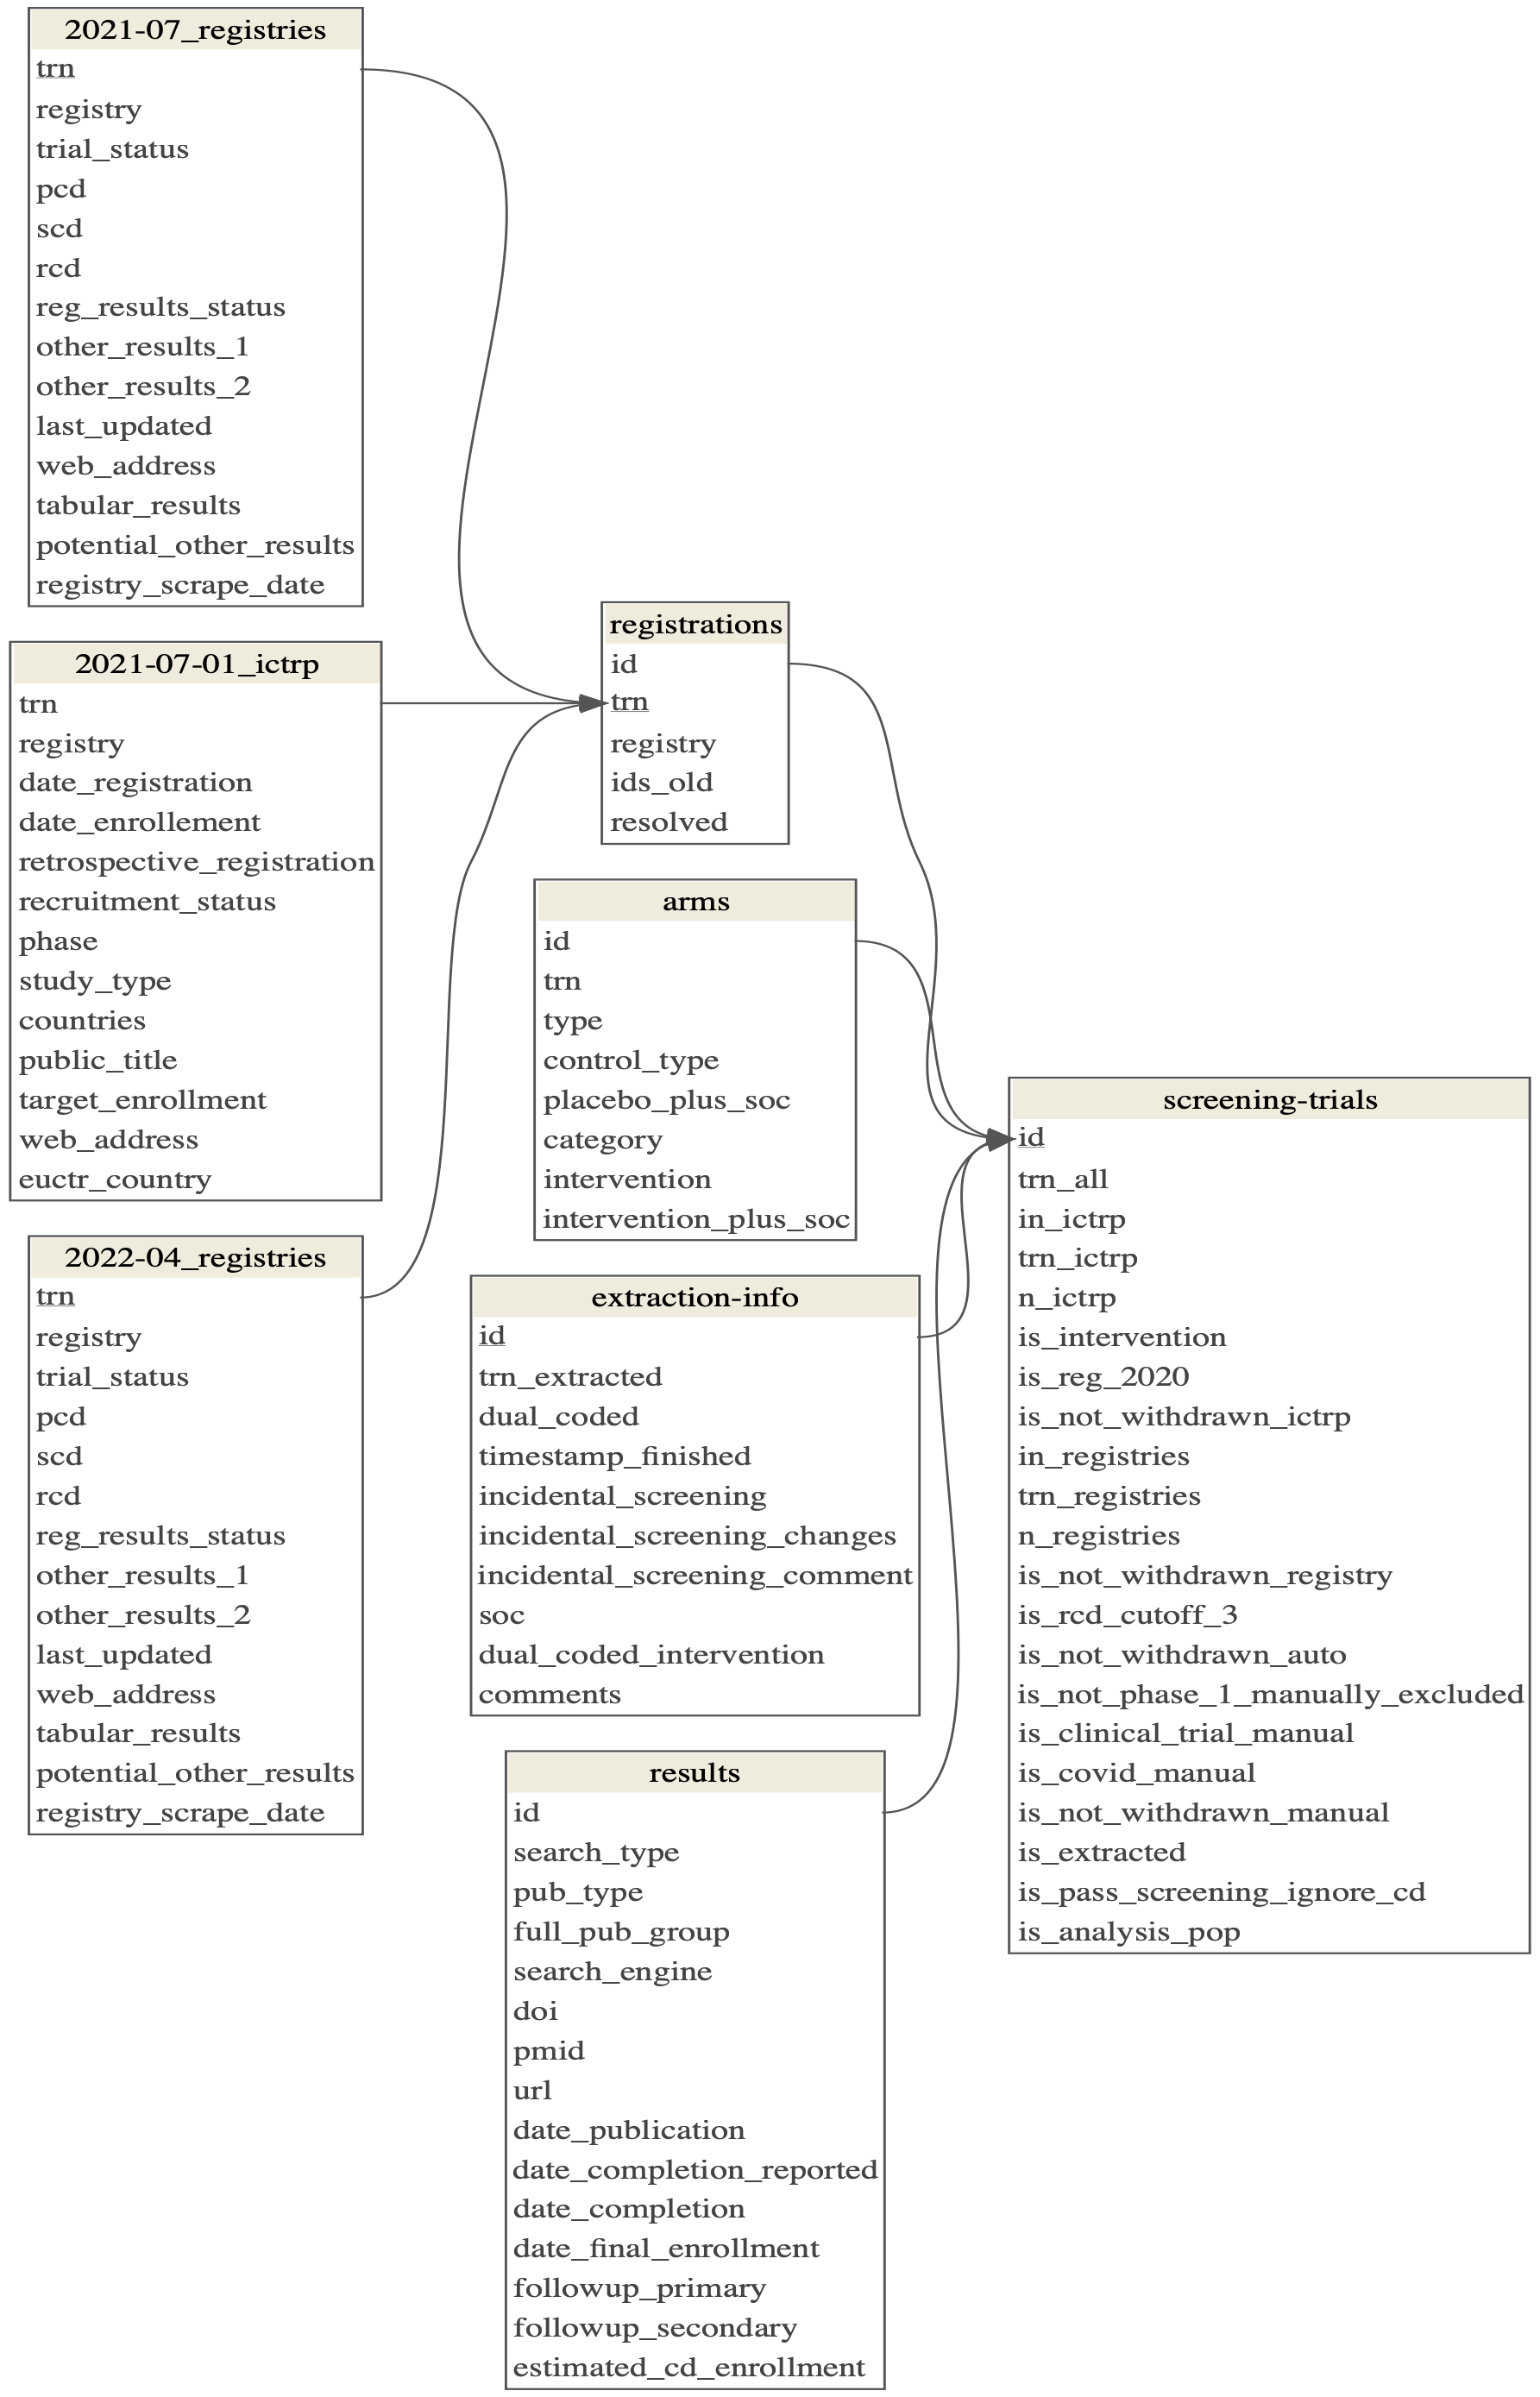 2021-07_registries
trn
registry
trial_status
pcd
scd
rcd
reg_results_status
other_results_1
other_results_2
last_updated
web_address
tabular_results
potential_other_results
registry_scrape_date
2021-07-01_ictrp
trn
registry
date_registration
date_enrollement
retrospective_registration
recruitment_status
phase
study_type
countries
public_title
target_enrollment
web_address
euctr_country
2022-04_registries
trn
registry
trial_status
pcd
scd
rcd
reg_results_status
other_results_1
other_results_2
last_updated
web_address
tabular_results
potential_other_results
registry_scrape_date
registrations
id
trn
registry
ids_old
resolved
arms
id
trn
type
control_type
placebo_plus_soc
category
intervention
intervention_plus_soc
extraction-info
id
trn_extracted
dual_coded
timestamp_finished
incidental_screening
incidental_screening_changes
incidental_screening_comment
soc
dual_coded_intervention
comments
results
id
search_type
pub_type
full_pub_group
search_engine
doi
pmid
url
date_publication
date_completion_reported
date_completion
date_final_enrollment
followup_primary
followup_secondary
estimated_cd_enrollment
screening-trials
id
trn_all
in_ictrp
trn_ictrp
n_ictrp
is_intervention
is_reg_2020
is_not_withdrawn_ictrp
in_registries
trn_registries
n_registries
is_not_withdrawn_registry
is_rcd_cutoff_3
is_not_withdrawn_auto
is_not_phase_1_manually_excluded
is_clinical_trial_manual
is_covid_manual
is_not_withdrawn_manual
is_extracted
is_pass_screening_ignore_cd
is_analysis_pop